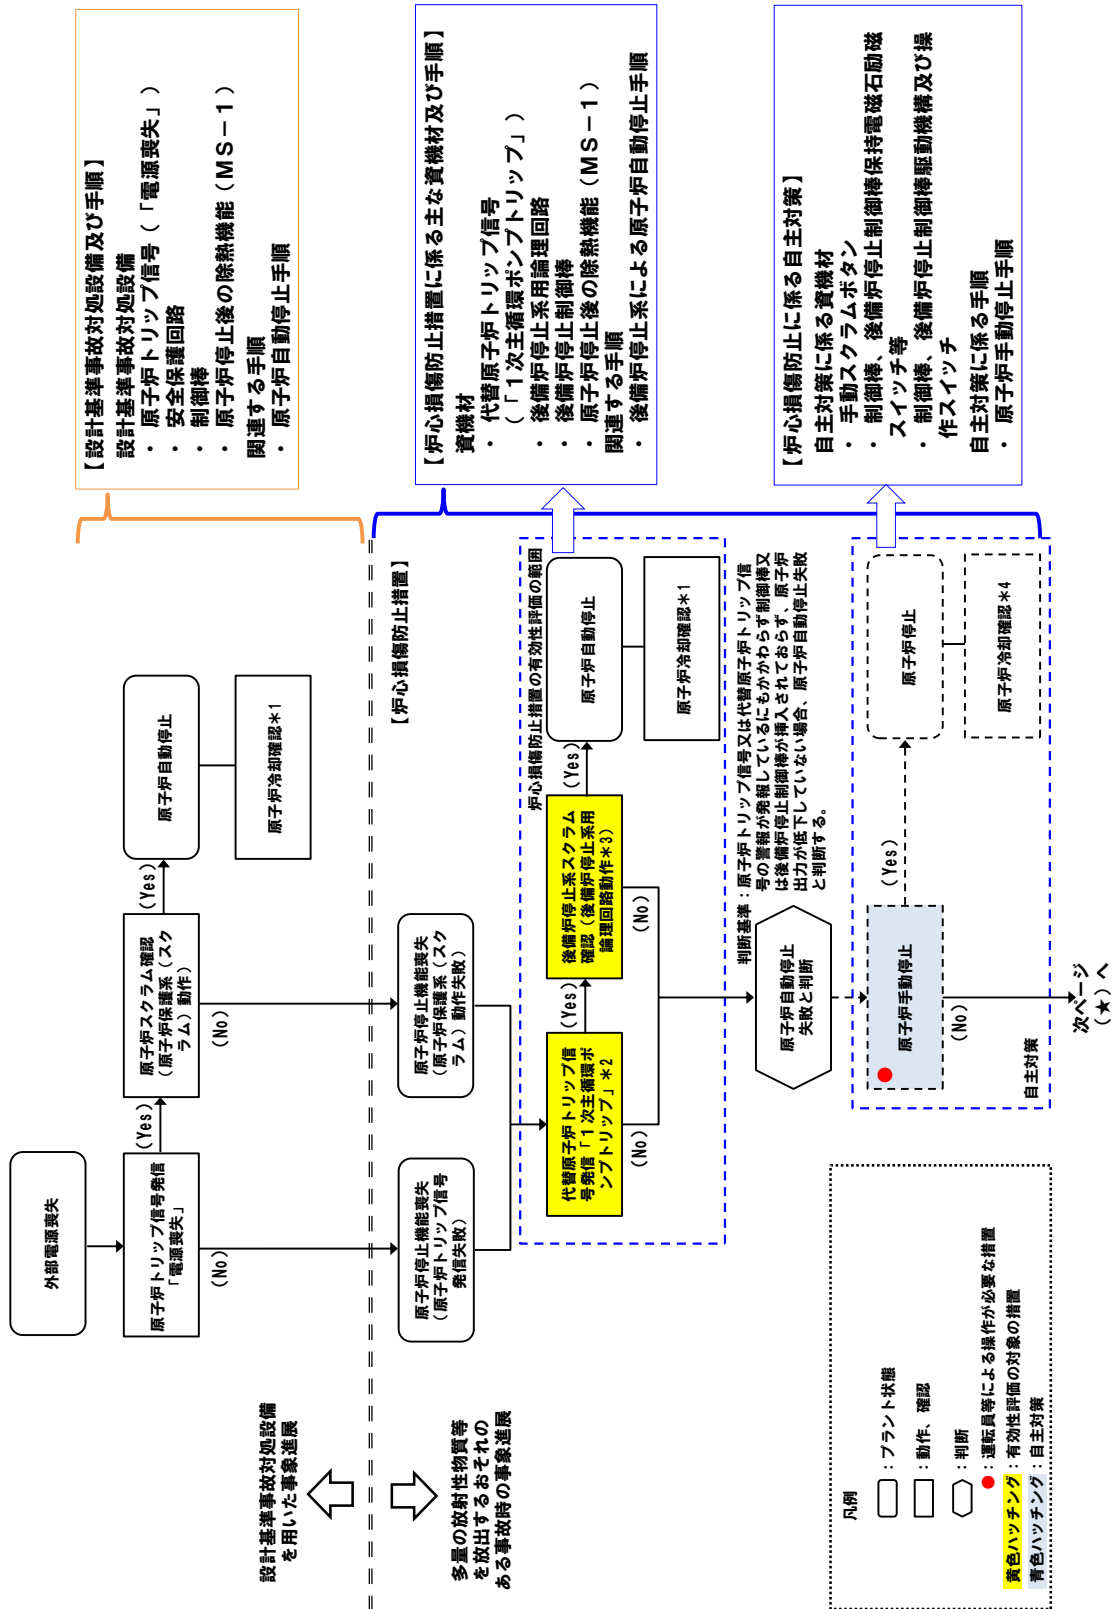 外部電源喪失
原子炉トリップ信号発信
「電源喪失」
(Yes)
(No)
原子炉スクラム確認
(原子炉保護系(スク
ラム)動作)
(Yes)
(No)
原子炉自動停止
原子炉冷却確認*1
【設計基準事故対処設備及び手順】
設計基準事故対処設備
・ 原子炉トリップ信号(「電源喪失」)
・ 安全保護回路
・ 制御棒
・ 原子炉停止後の除熱機能(MS-1)
関連する手順
・ 原子炉自動停止手順
設計基準事故対処設備
を用いた事象進展
多量の放射性物質等
を放出するおそれの
ある事故時の事象進展
【炉心損傷防止措置】
原子炉停止機能喪失
(原子炉トリップ信号
発信失敗)
原子炉停止機能喪失
(原子炉保護系(スク
ラム)動作失敗)
炉心損傷防止措置の有効性評価の範囲
代替原子炉トリップ信
号発信「1次主循環ポ
ンプトリップ」*2
(Yes)
(No)
後備炉停止系スクラム
確認(後備炉停止系用
論理回路動作*3)
(Yes)
(No)
原子炉自動停止
原子炉冷却確認*1
【炉心損傷防止措置に係る主な資機材及び手順】
資機材
・ 代替原子炉トリップ信号
(「1次主循環ポンプトリップ」)
・ 後備炉停止系用論理回路
・ 後備炉停止制御棒
・ 原子炉停止後の除熱機能(MS-1)
関連する手順
・ 後備炉停止系による原子炉自動停止手順
判断基準:原子炉トリップ信号又は代替原子炉トリップ信
号の警報が発報しているにもかかわらず制御棒又
は後備炉停止制御棒が挿入されておらず、原子炉
出力が低下していない場合、原子炉自動停止失敗
と判断する。
原子炉自動停止
失敗と判断
原子炉手動停止
(Yes)
(No)
原子炉停止
原子炉冷却確認*4
自主対策
次ページ
(★)へ
【炉心損傷防止に係る自主対策】
自主対策に係る資機材
・ 手動スクラムボタン
・ 制御棒、後備炉停止制御棒保持電磁石励磁
スイッチ等
・ 制御棒、後備炉停止制御棒駆動機構及び操
作スイッチ
自主対策に係る手順
・ 原子炉手動停止手順
凡例
:プラント状態
:動作、確認
:判断
:運転員等による操作が必要な措置
黄色ハッチング:有効性評価の対象の措置
青色ハッチング:自主対策